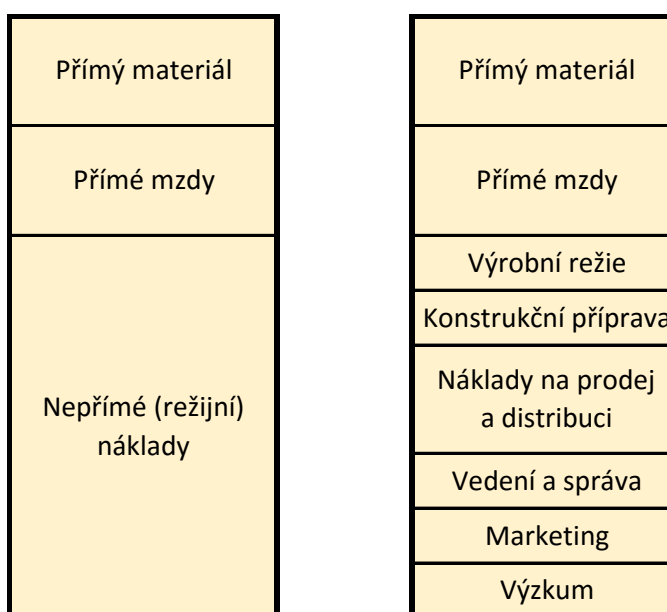 Přímý materiál
Přímé mzdy
Nepřímé (režijní)
náklady
Přímý materiál
Přímé mzdy
Výrobní režie
Konstrukční příprava
Náklady na prodej
a distribuci
Vedení a správa
Marketing
Výzkum